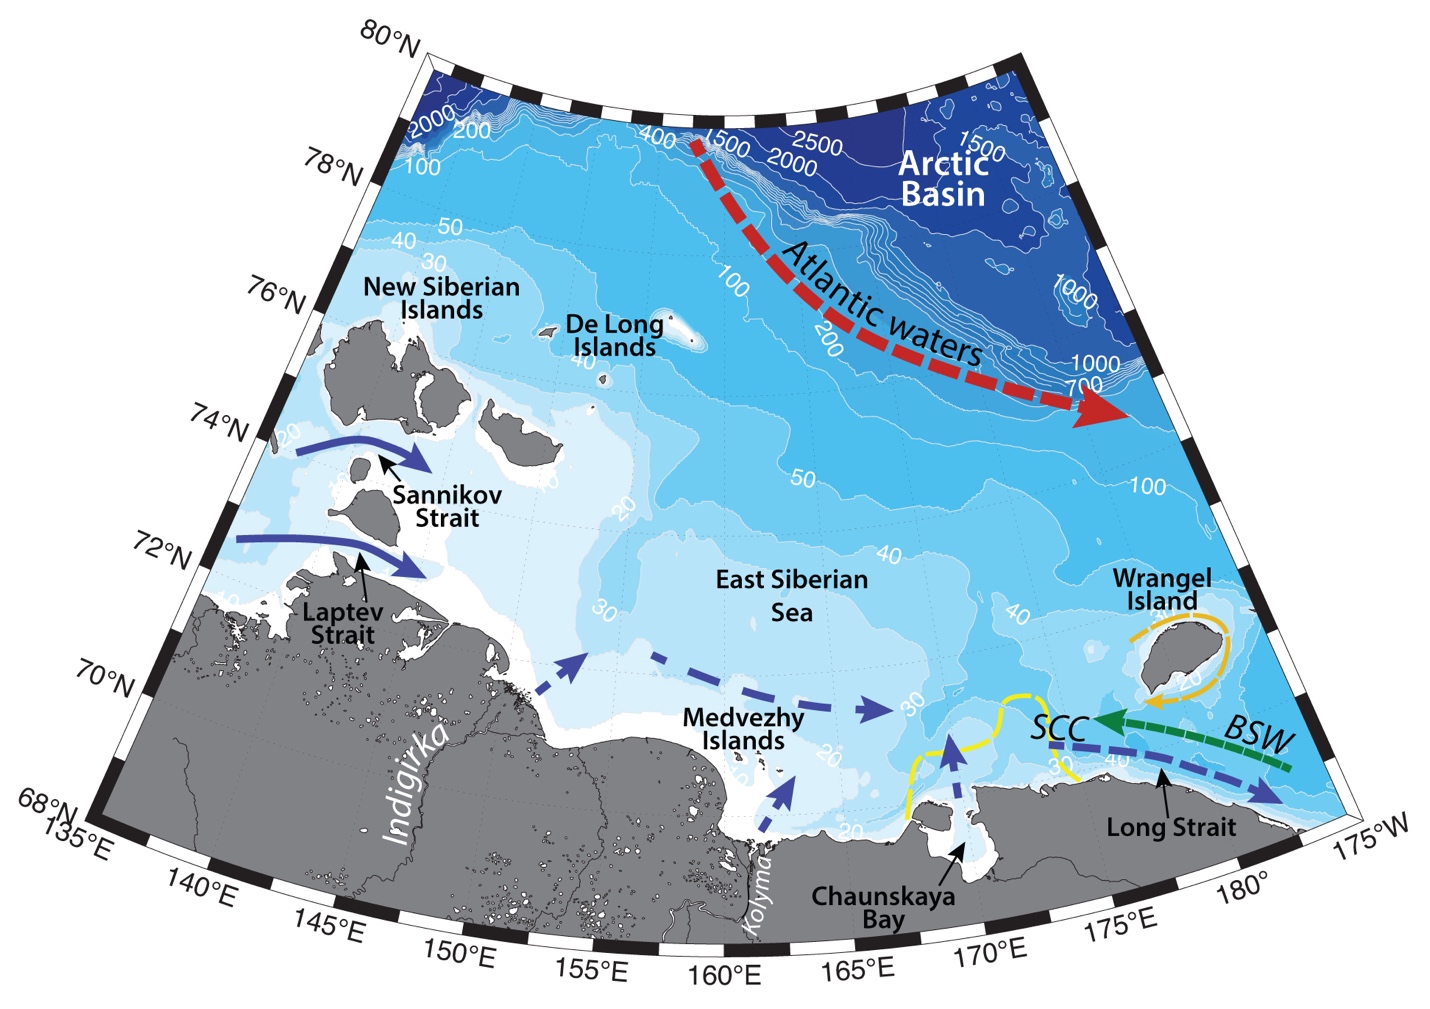 80°N
2000
200
400
1500
2500
2000
1500
Arctic
Basin
78°N
100
50
40
30
100
Atlantic waters
200
1000
1000
700
76°N
New Siberian
Islands
De Long
Islands
40
74°N
20
Sannikov
Strait
50
100
20
40
72°N
Laptev
Strait
30
East Siberian
Sea
40
Wrangel
Island
20
70°N
Medvezhy
Islands
30
SCC
BSW
20
30
40
20
Indigirka
Kolyma
Long Strait
Chaunskaya
Bay
68°N
135°E
140°E
145°E
150°E
155°E
160°E
165°E
170°E
175°E
180°
175°W